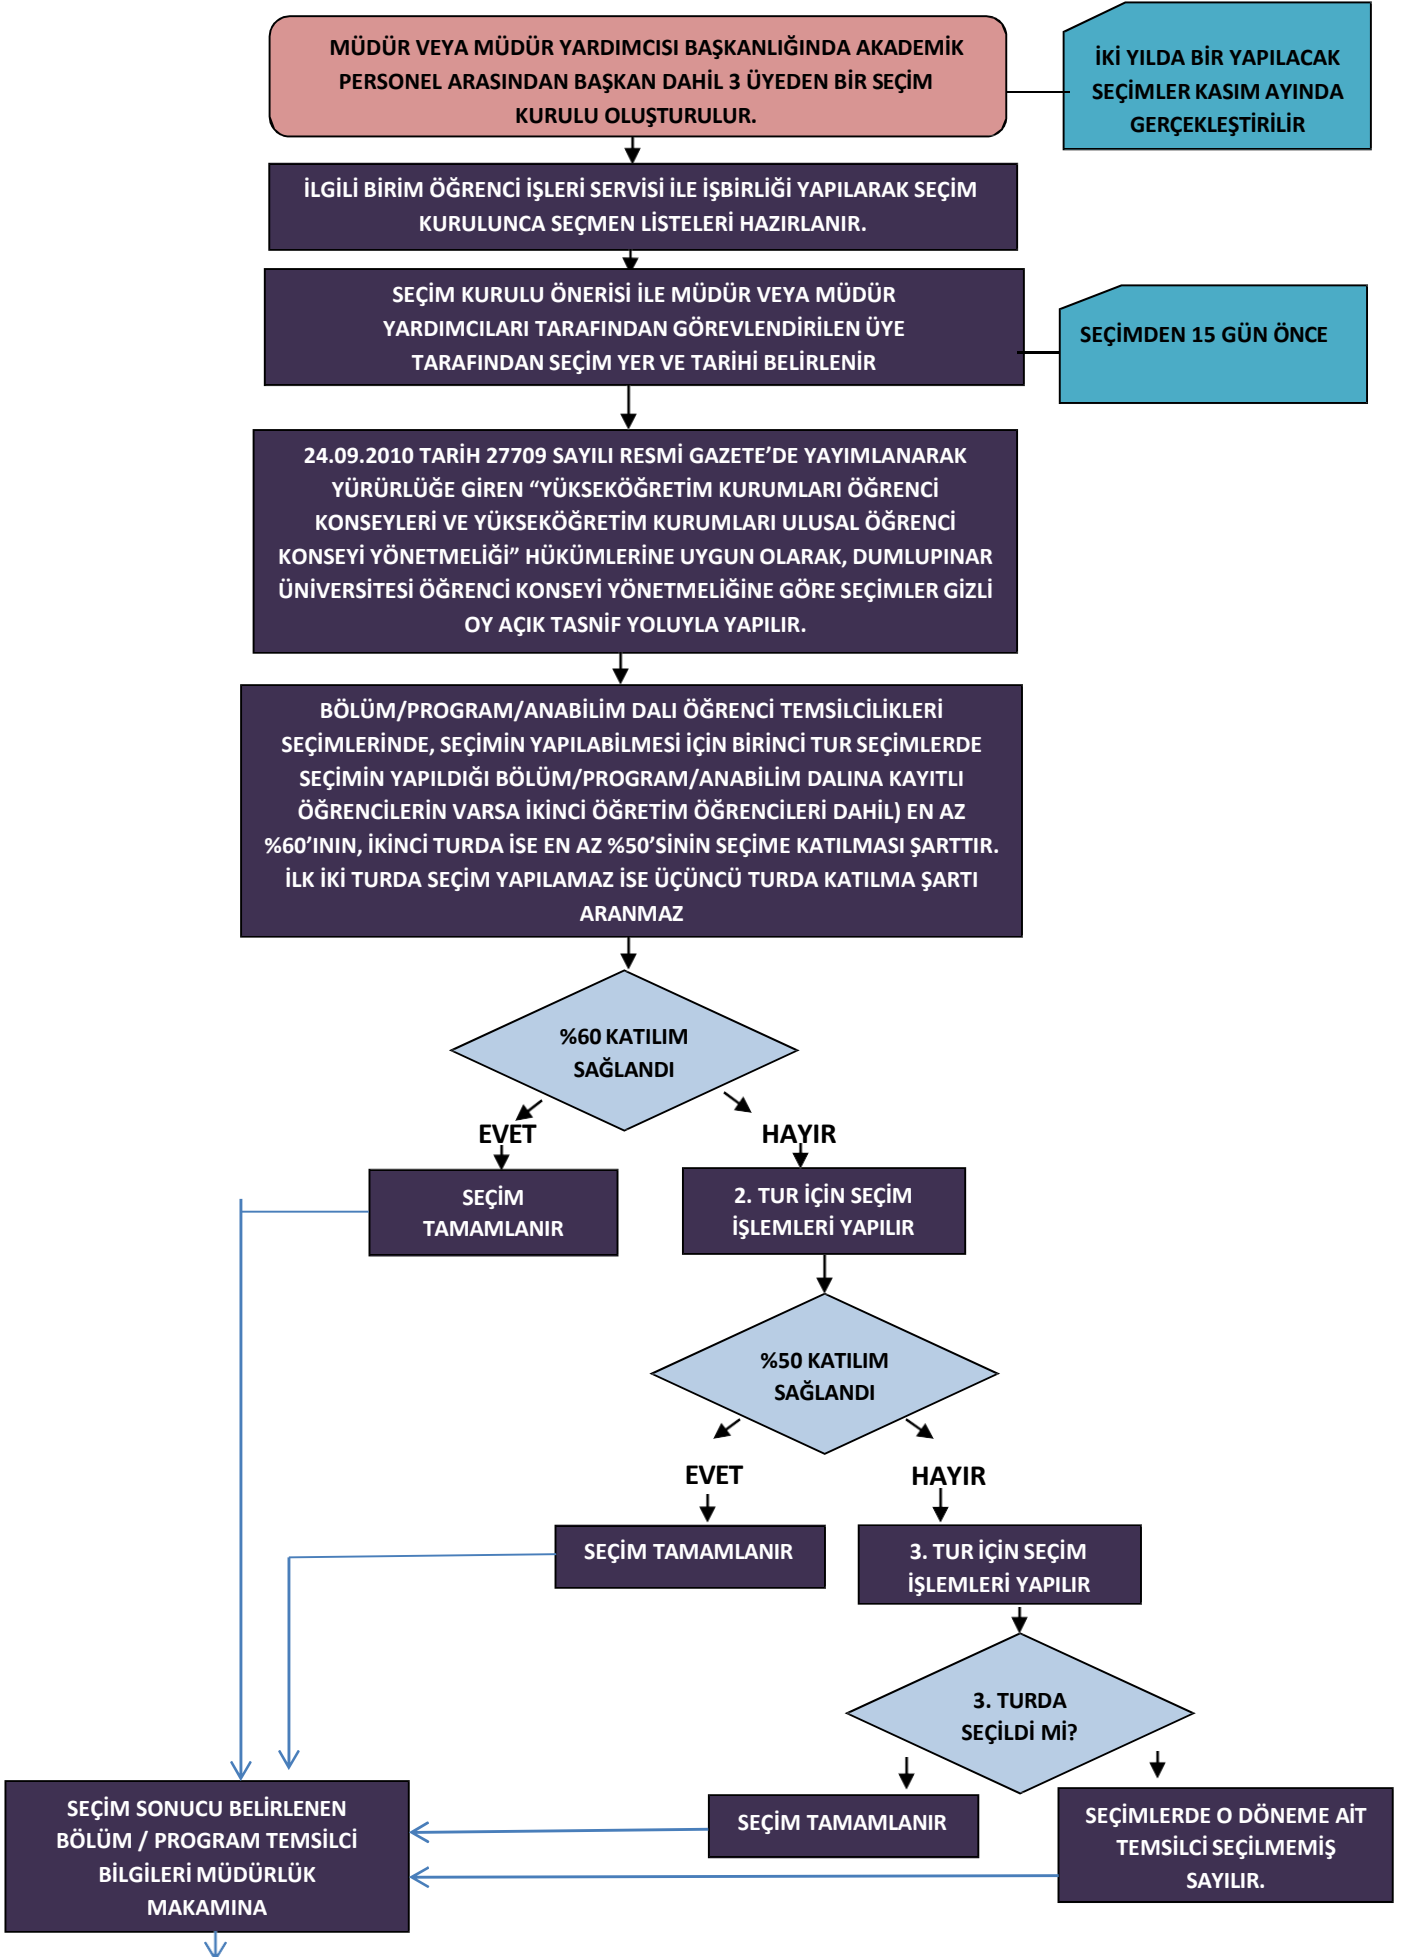 MÜDÜR VEYA MÜDÜR YARDIMCISI BAŞKANLIĞINDA AKADEMİK
PERSONEL ARASINDAN BAŞKAN DAHİL 3 ÜYEDEN BİR SEÇİM
KURULU OLUŞTURULUR.
İKİ YILDA BİR YAPILACAK
SEÇİMLER KASIM AYINDA
GERÇEKLEŞTİRİLİR
İLGİLİ BİRİM ÖĞRENCİ İŞLERİ SERVİSİ İLE İŞBİRLİĞİ YAPILARAK SEÇİM
KURULUNCA SEÇMEN LİSTELERİ HAZIRLANIR.
SEÇİM KURULU ÖNERİSİ İLE MÜDÜR VEYA MÜDÜR
YARDIMCILARI TARAFINDAN GÖREVLENDİRİLEN ÜYE
TARAFINDAN SEÇİM YER VE TARİHİ BELİRLENİR
SEÇİMDEN 15 GÜN ÖNCE
24.09.2010 TARİH 27709 SAYILI RESMİ GAZETE’DE YAYIMLANARAK
YÜRÜRLÜĞE GİREN “YÜKSEKÖĞRETİM KURUMLARI ÖĞRENCİ
KONSEYLERİ VE YÜKSEKÖĞRETİM KURUMLARI ULUSAL ÖĞRENCİ
KONSEYİ YÖNETMELİĞİ” HÜKÜMLERİNE UYGUN OLARAK, DUMLUPINAR
ÜNİVERSİTESİ ÖĞRENCİ KONSEYİ YÖNETMELİĞİNE GÖRE SEÇİMLER GİZLİ
OY AÇIK TASNİF YOLUYLA YAPILIR.
BÖLÜM/PROGRAM/ANABİLİM DALI ÖĞRENCİ TEMSİLCİLİKLERİ
SEÇİMLERİNDE, SEÇİMİN YAPILABİLMESİ İÇİN BİRİNCİ TUR SEÇİMLERDE
SEÇİMİN YAPILDIĞI BÖLÜM/PROGRAM/ANABİLİM DALINA KAYITLI
ÖĞRENCİLERİN VARSA İKİNCİ ÖĞRETİM ÖĞRENCİLERİ DAHİL) EN AZ
%60’ININ, İKİNCİ TURDA İSE EN AZ %50’SİNİN SEÇİME KATILMASI ŞARTTIR.
İLK İKİ TURDA SEÇİM YAPILAMAZ İSE ÜÇÜNCÜ TURDA KATILMA ŞARTI
ARANMAZ
%60 KATILIM
SAĞLANDI
EVET
HAYIR
SEÇİM
TAMAMLANIR
2. TUR İÇİN SEÇİM
İŞLEMLERİ YAPILIR
%50 KATILIM
SAĞLANDI
EVET
HAYIR
SEÇİM TAMAMLANIR
3. TUR İÇİN SEÇİM
İŞLEMLERİ YAPILIR
3. TURDA
SEÇİLDİ Mİ?
SEÇİM TAMAMLANIR
SEÇİMLERDE O DÖNEME AİT
TEMSİLCİ SEÇİLMEMİŞ
SAYILIR.
SEÇİM SONUCU BELİRLENEN
BÖLÜM / PROGRAM TEMSİLCİ
BİLGİLERİ MÜDÜRLÜK
MAKAMINA